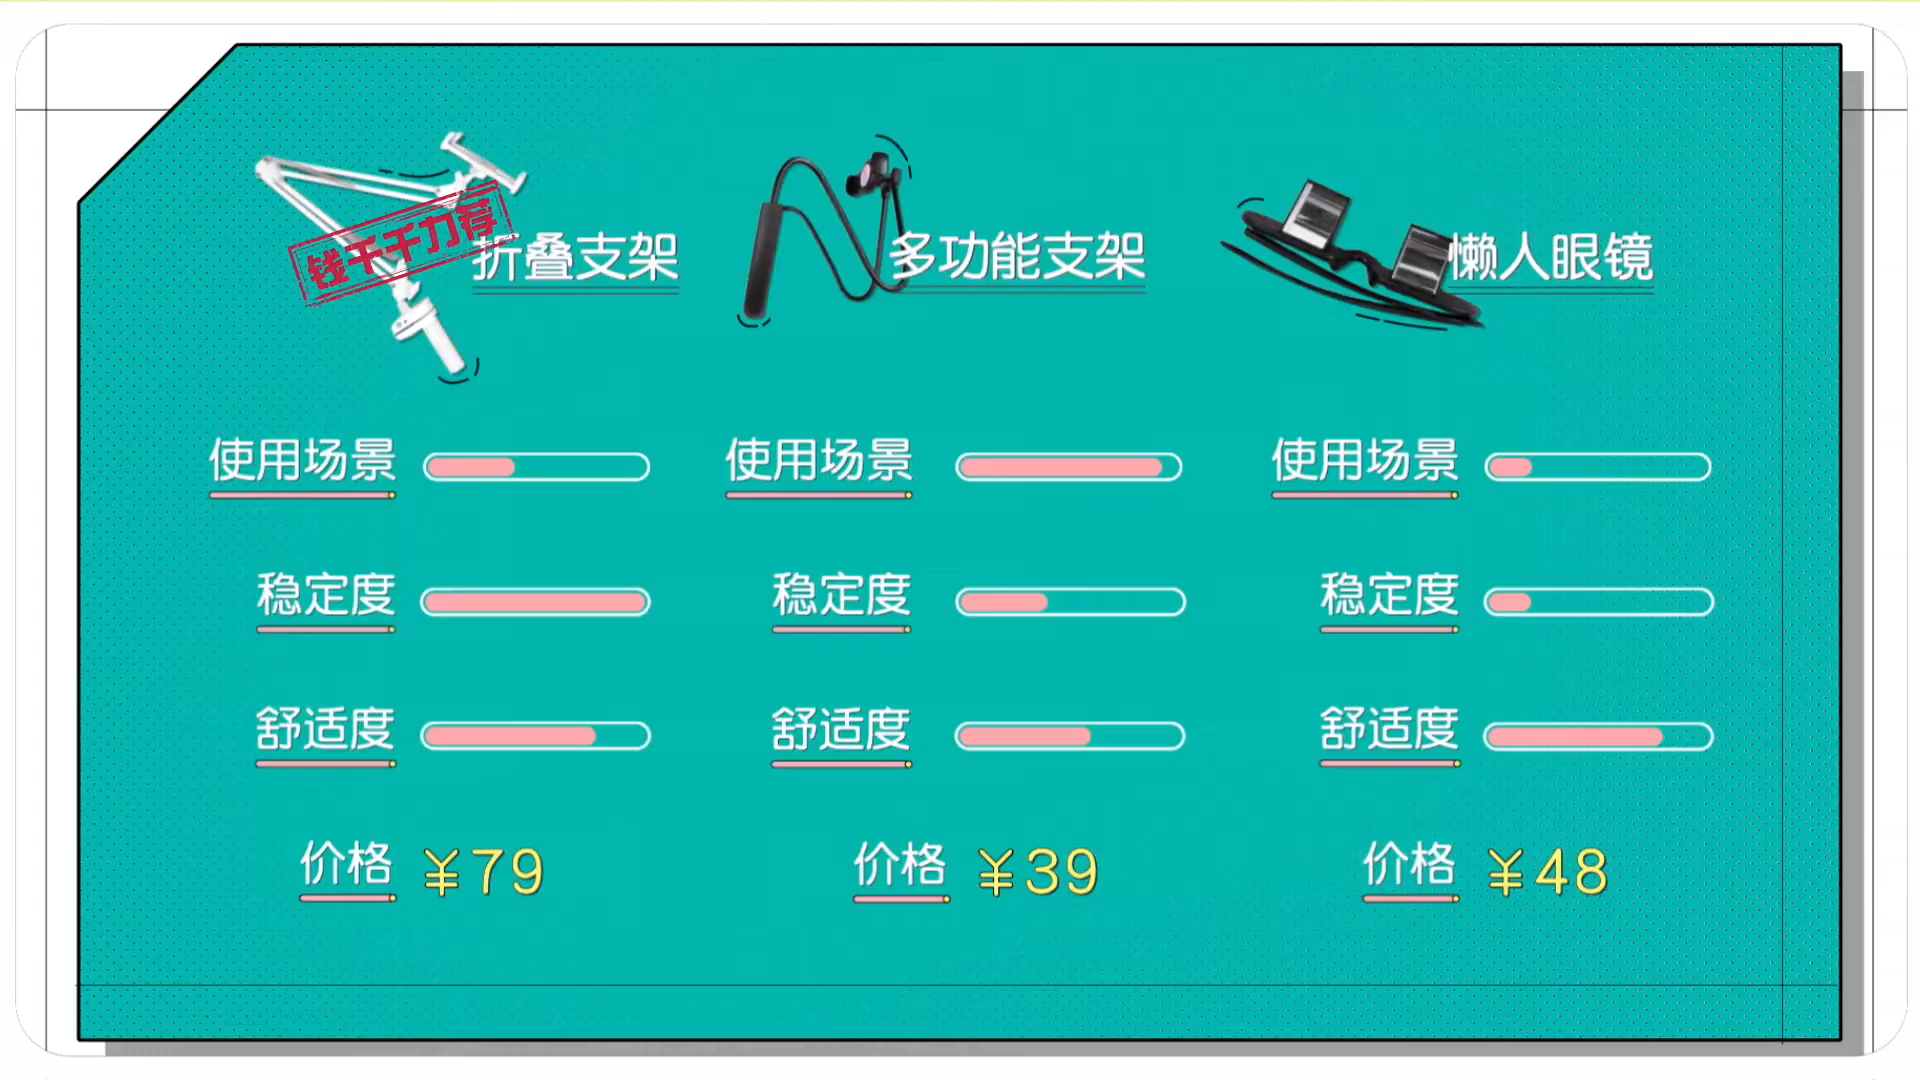 钱千千力荐
折叠支架
多功能支架
懒人眼镜
使用场景
使用场景
使用场景
稳定度
稳定度
稳定度
舒适度
舒适度
舒适度
价格 ¥79
价格 ¥39
价格 ¥48